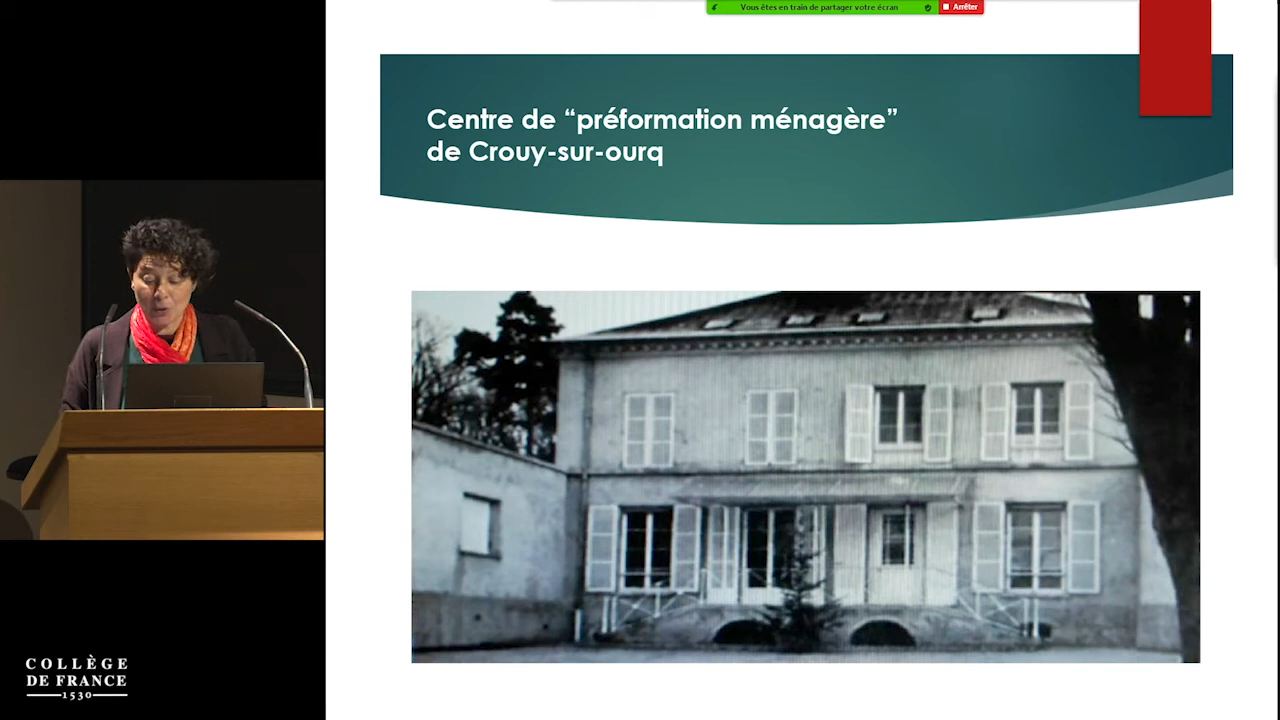 Vous êtes en train de partager votre écran
Arrêter
Centre de “préformation ménagère”
de Crouy-sur-ourq
COLLÈGE
DE FRANCE
1530